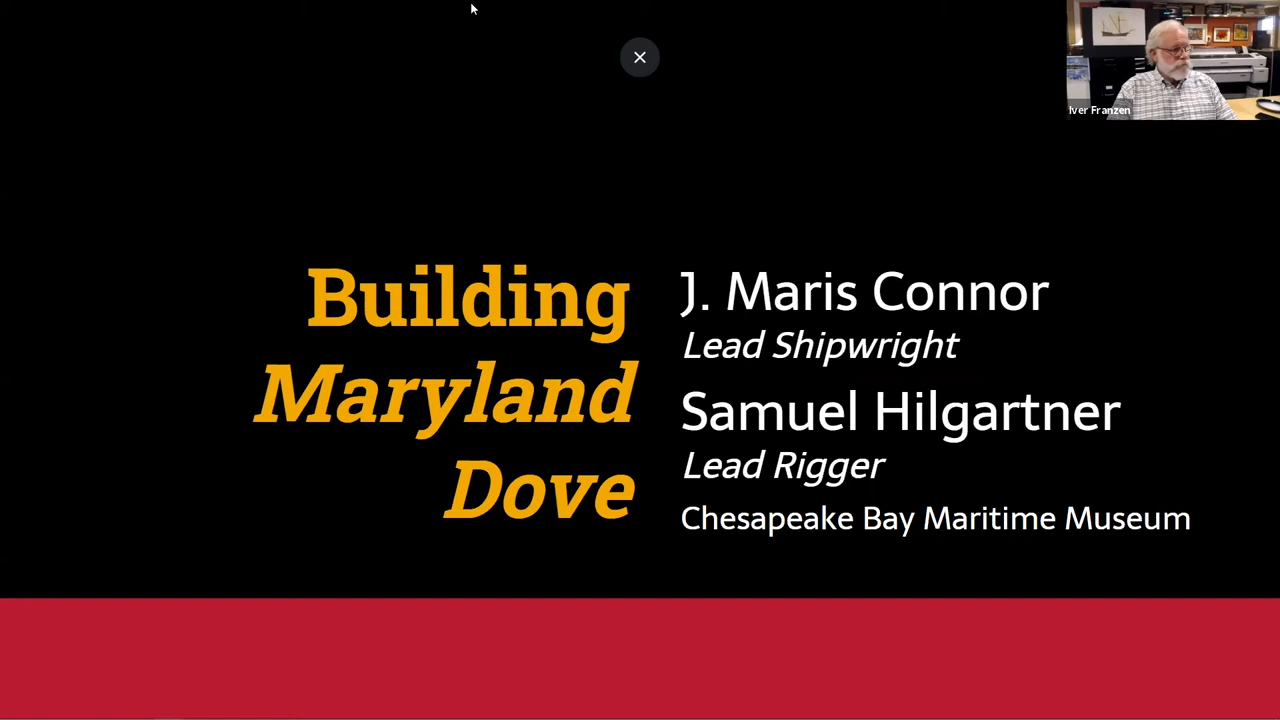 Iver Franzen
Building
Maryland
Dove
J. Maris Connor
Lead Shipwright
Samuel Hilgartner
Lead Rigger
Chesapeake Bay Maritime Museum